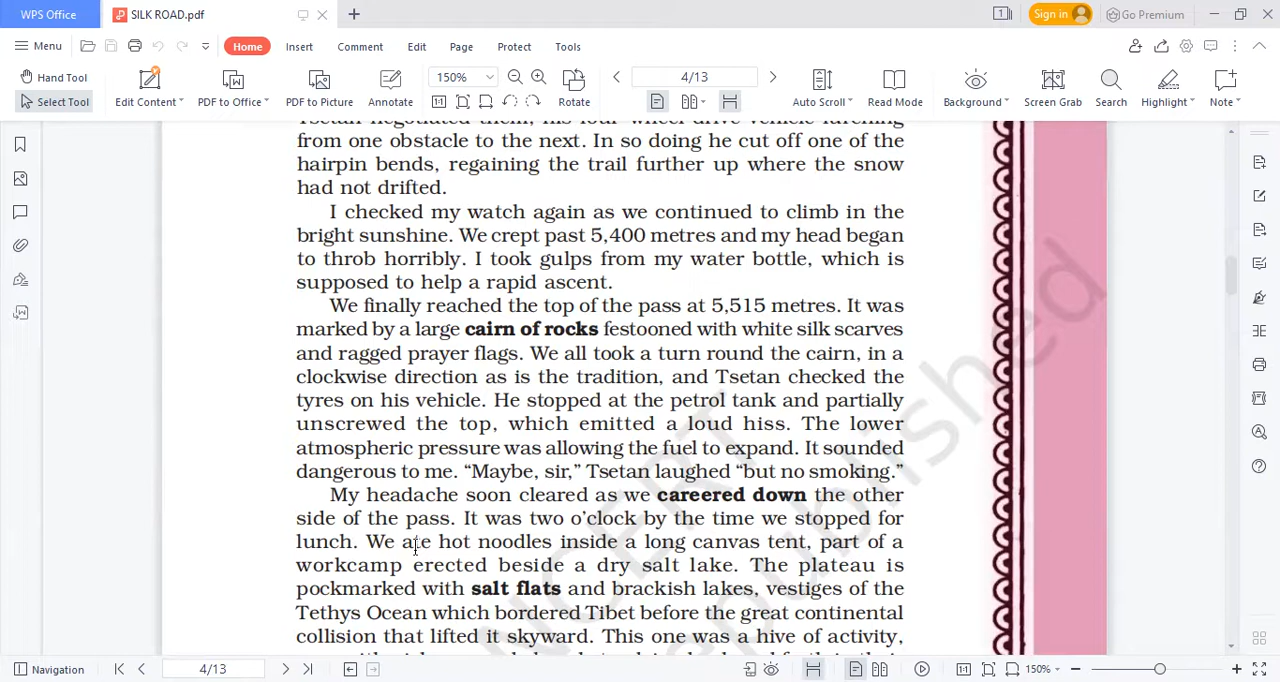 WPS Office
SILK ROAD.pdf
Sign in
Go Premium
Menu
Home
Insert
Comment
Edit
Page
Protect
Tools
Hand Tool
Select Tool
Edit Content
PDF to Office
PDF to Picture
Annotate
150%
Rotate
4/13
Auto Scroll
Read Mode
Background
Screen Grab
Search
Highlight
Note
from one obstacle to the next. In so doing he cut off one of the
hairpin bends, regaining the trail further up where the snow
had not drifted.
I checked my watch again as we continued to climb in the
bright sunshine. We crept past 5,400 metres and my head began
to throb horribly. I took gulps from my water bottle, which is
supposed to help a rapid ascent.
We finally reached the top of the pass at 5,515 metres. It was
marked by a large cairn of rocks festooned with white silk scarves
and ragged prayer flags. We all took a turn round the cairn, in a
clockwise direction as is the tradition, and Tsetan checked the
tyres on his vehicle. He stopped at the petrol tank and partially
unscrewed the top, which emitted a loud hiss. The lower
atmospheric pressure was allowing the fuel to expand. It sounded
dangerous to me. “Maybe, sir,” Tsetan laughed “but no smoking.”
My headache soon cleared as we careered down the other
side of the pass. It was two o’clock by the time we stopped for
lunch. We ate hot noodles inside a long canvas tent, part of a
workcamp erected beside a dry salt lake. The plateau is
pockmarked with salt flats and brackish lakes, vestiges of the
Tethys Ocean which bordered Tibet before the great continental
collision that lifted it skyward. This one was a hive of activity,
NCERT
republished
Navigation
4/13
150%